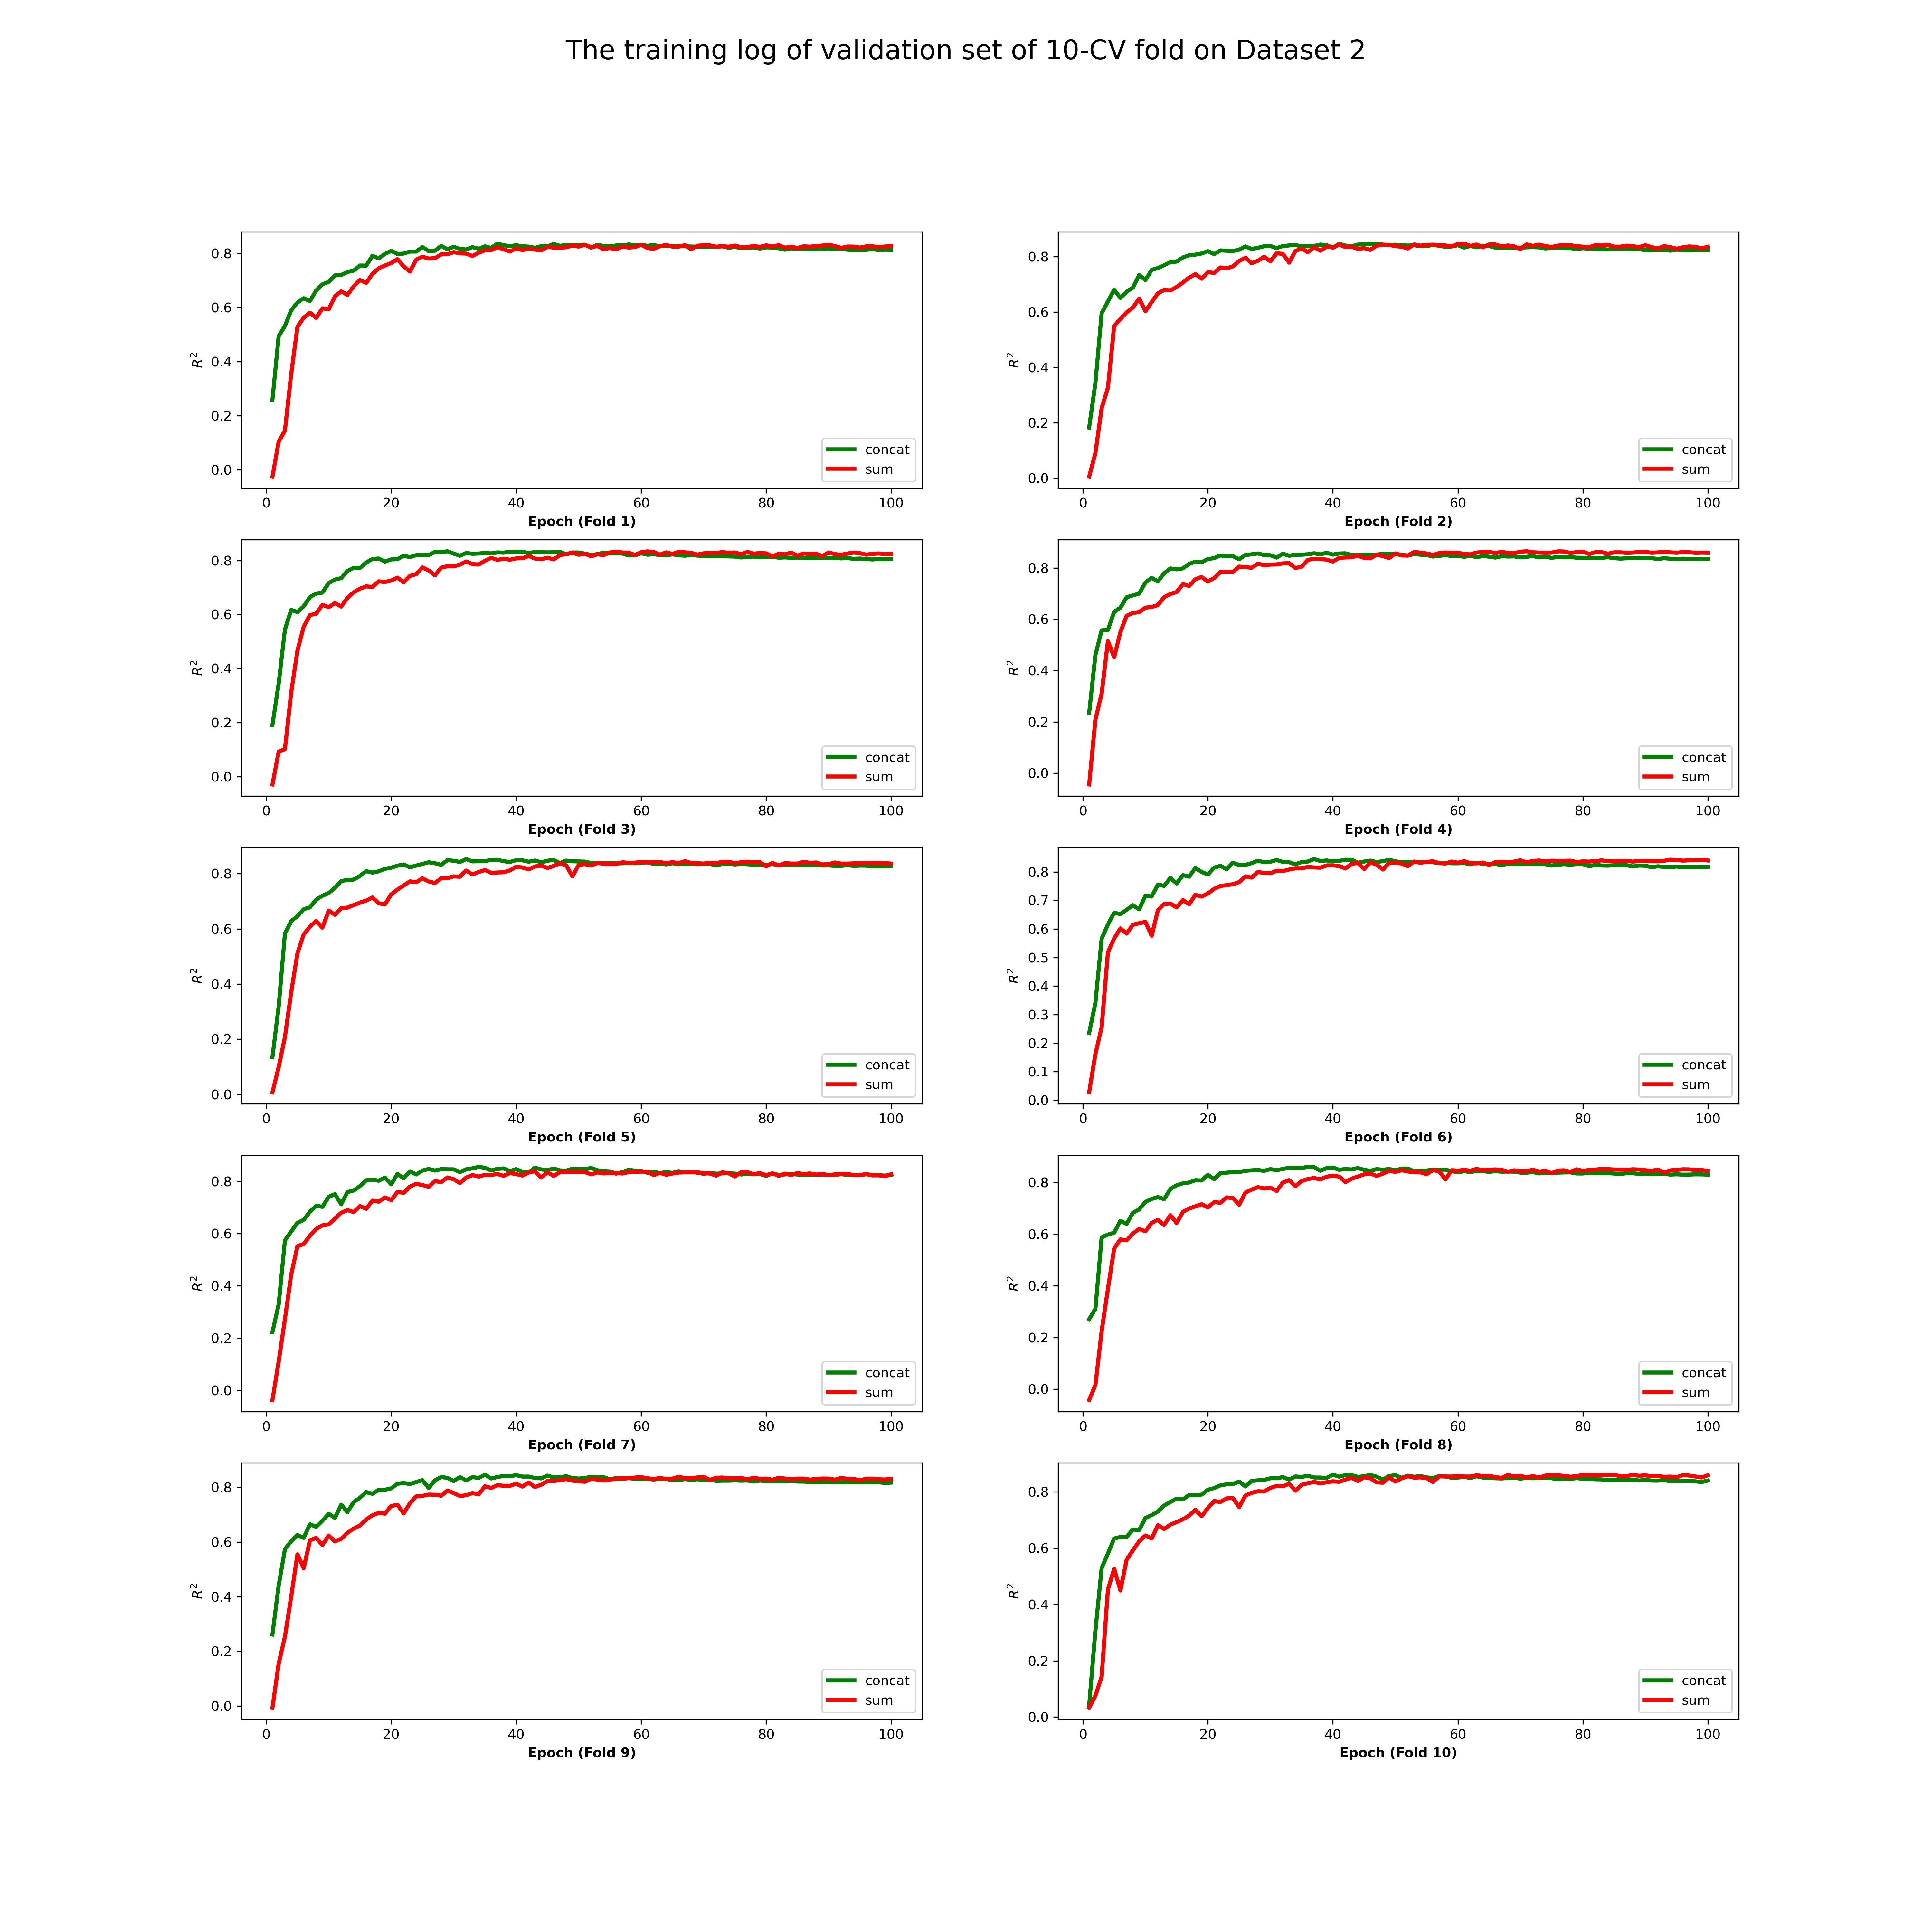 The training log of validation set of 10-CV fold on Dataset 2
0.8
0.6
0.4
0.2
0.0
R²
concat
sum
0 20 40 60 80 100
Epoch (Fold 1)
0.8
0.6
0.4
0.2
0.0
R²
concat
sum
0 20 40 60 80 100
Epoch (Fold 2)
0.8
0.6
0.4
0.2
0.0
R²
concat
sum
0 20 40 60 80 100
Epoch (Fold 3)
0.8
0.6
0.4
0.2
0.0
R²
concat
sum
0 20 40 60 80 100
Epoch (Fold 4)
0.8
0.6
0.4
0.2
0.0
R²
concat
sum
0 20 40 60 80 100
Epoch (Fold 5)
0.8
0.7
0.6
0.5
0.4
0.3
0.2
0.1
0.0
R²
concat
sum
0 20 40 60 80 100
Epoch (Fold 6)
0.8
0.6
0.4
0.2
0.0
R²
concat
sum
0 20 40 60 80 100
Epoch (Fold 7)
0.8
0.6
0.4
0.2
0.0
R²
concat
sum
0 20 40 60 80 100
Epoch (Fold 8)
0.8
0.6
0.4
0.2
0.0
R²
concat
sum
0 20 40 60 80 100
Epoch (Fold 9)
0.8
0.6
0.4
0.2
0.0
R²
concat
sum
0 20 40 60 80 100
Epoch (Fold 10)